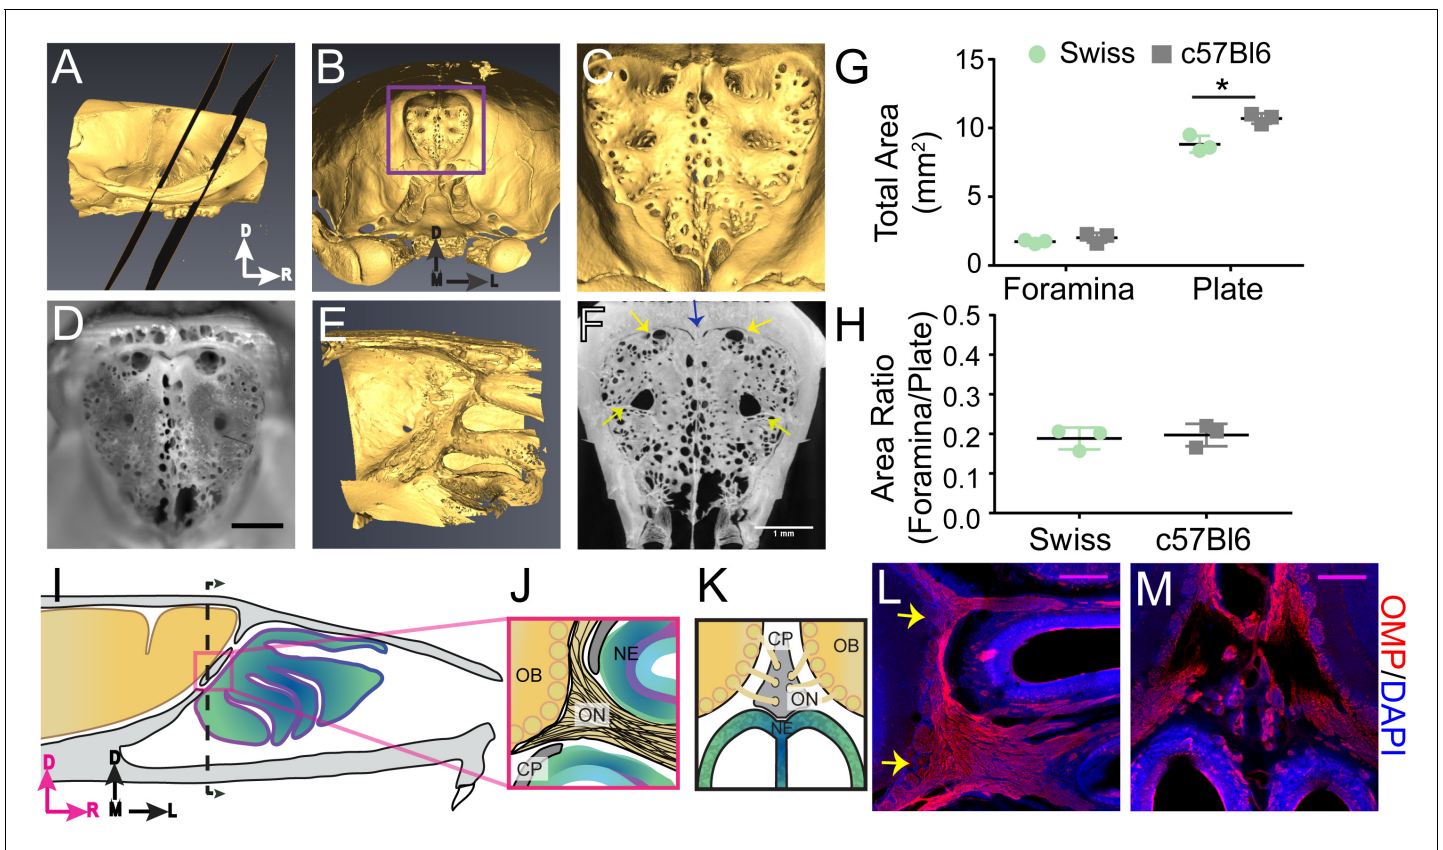 A
D
R
B
D
M
L
C
D
E
F
1 mm
G
Swiss
c57Bl6
*
Total Area
(mm2)
15
10
5
0
Foramina
Plate
H
Area Ratio
(Foramina/Plate)
0.5
0.4
0.3
0.2
0.1
0.0
Swiss
c57Bl6
I
D
R
D
M
L
J
OB
NE
ON
CP
K
CP
OB
ON
NE
L
M
OMP/DAPI